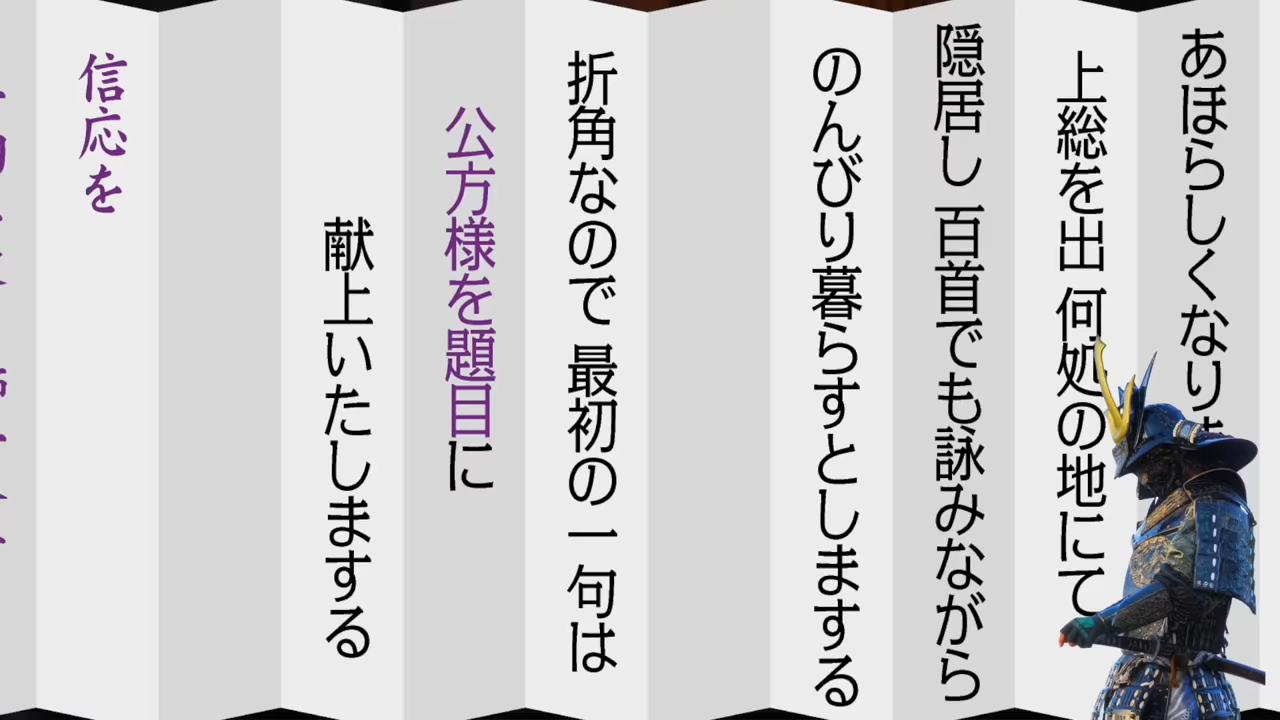 あほらしくなりま
上総を出 何処の地にて
隠居し 百首でも詠みながら
のんびり暮らすとしまする
折角なので 最初の一句は
公方様を題目に
献上いたしまする
信応を